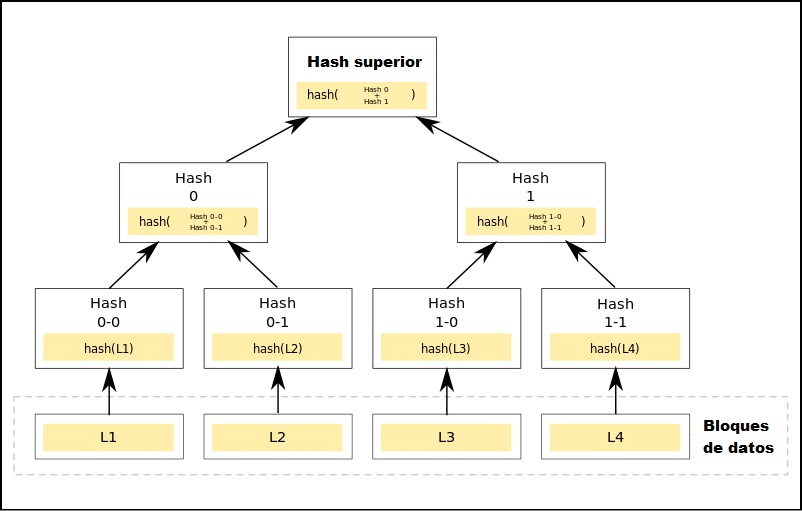 Hash superior
hash( Hash 0 + Hash 1 )
Hash
0
hash( Hash 0-0 + Hash 0-1 )
Hash
1
hash( Hash 1-0 + Hash 1-1 )
Hash
0-0
hash(L1)
Hash
0-1
hash(L2)
Hash
1-0
hash(L3)
Hash
1-1
hash(L4)
L1
L2
L3
L4
Bloques
de datos